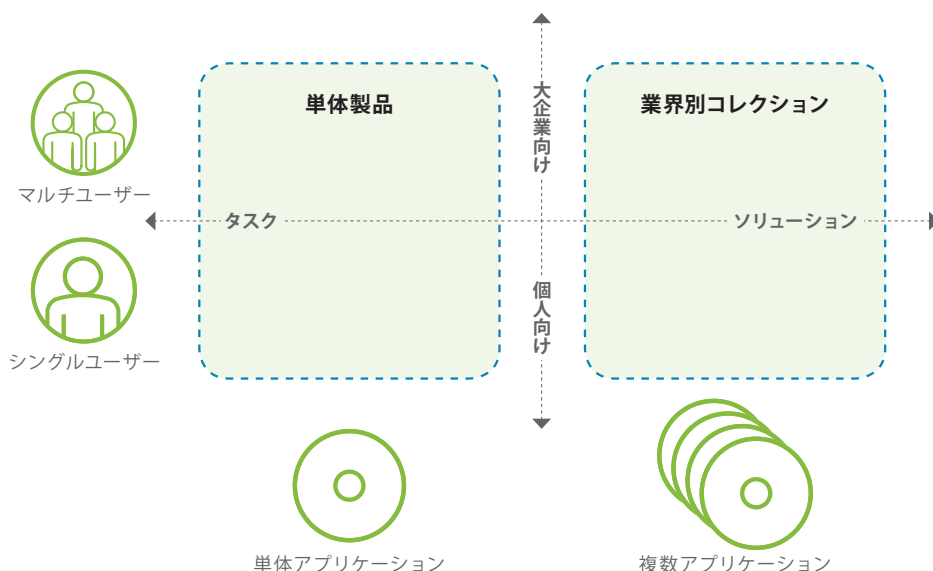 単体製品
大企業向け
業界別コレクション
マルチユーザー
タスク
ソリューション
シングルユーザー
個人向け
単体アプリケーション
複数アプリケーション